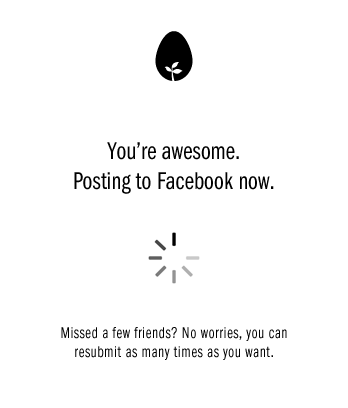 You're awesome.
Posting to Facebook now.
Missed a few friends? No worries, you can
resubmit as many times as you want.